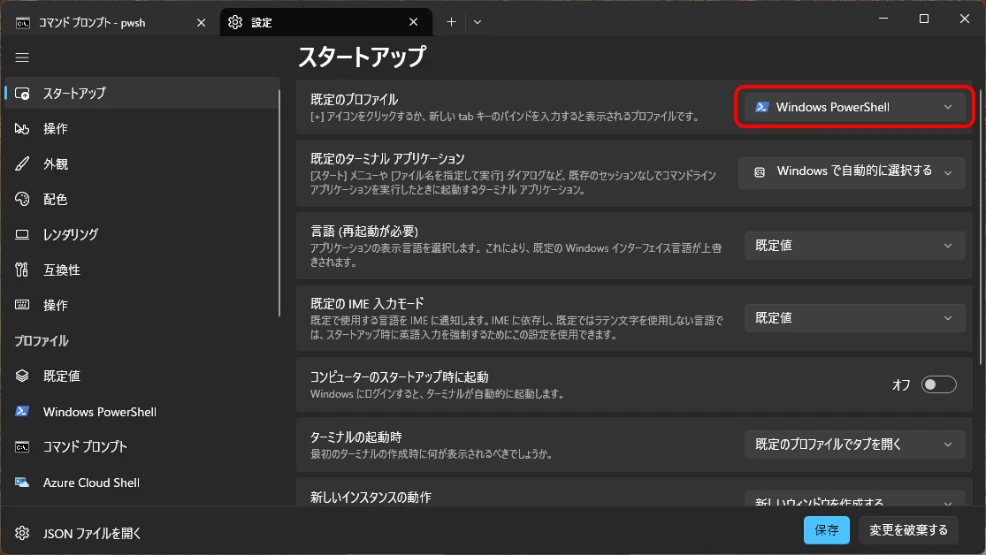 コマンド プロンプト - pwsh
設定
スタートアップ
操作
外観
配色
レンダリング
互換性
操作
プロファイル
既定値
Windows PowerShell
コマンド プロンプト
Azure Cloud Shell
JSON ファイルを開く
スタートアップ
既定のプロファイル
[+] アイコンをクリックするか、新しい tab キーのバインドを入力すると表示されるプロファイルです。
Windows PowerShell
既定のターミナル アプリケーション
[スタート] メニューや [ファイル名を指定して実行] ダイアログなど、既存のセッションなしでコマンドライン
アプリケーションを実行したときに起動するターミナル アプリケーション。
Windows で自動的に選択する
言語 (再起動が必要)
アプリケーションの表示言語を選択します。これにより、既定の Windows インターフェイス言語が上書
きされます。
既定値
既定の IME 入力モード
既定で使用する言語を IME に通知します。IME に依存し、既定ではラテン文字を使用しない言語で
は、スタートアップ時に英語入力を強制するためにこの設定を使用できます。
既定値
コンピューターのスタートアップ時に起動
Windows にログインすると、ターミナルが自動的に起動します。
オフ
ターミナルの起動時
最初のターミナルの作成時に何が表示されるべきでしょうか。
既定のプロファイルでタブを開く
新しいインスタンスの動作
新しいウィンドウを作成する
保存
変更を破棄する